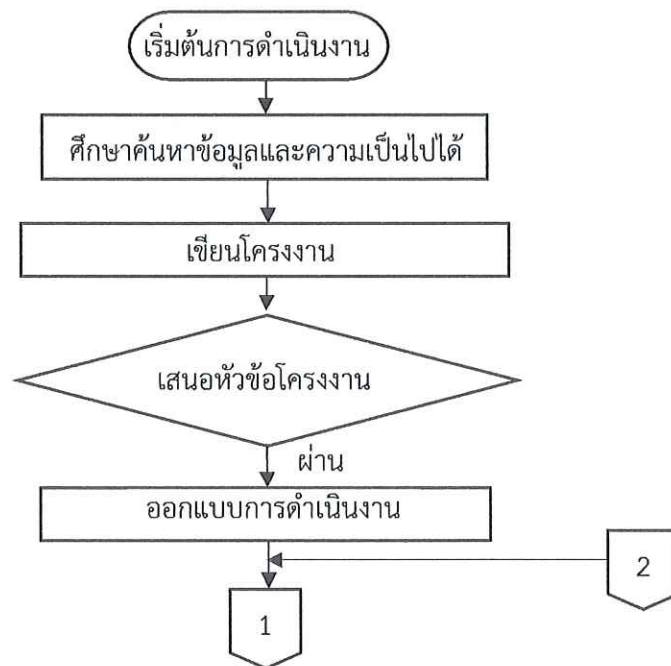 เริ่มต้นการดำเนินงาน
ศึกษาค้นหาข้อมูลและความเป็นไปได้
เขียนโครงงาน
เสนอหัวข้อโครงงาน
ผ่าน
ออกแบบการดำเนินงาน
2
1